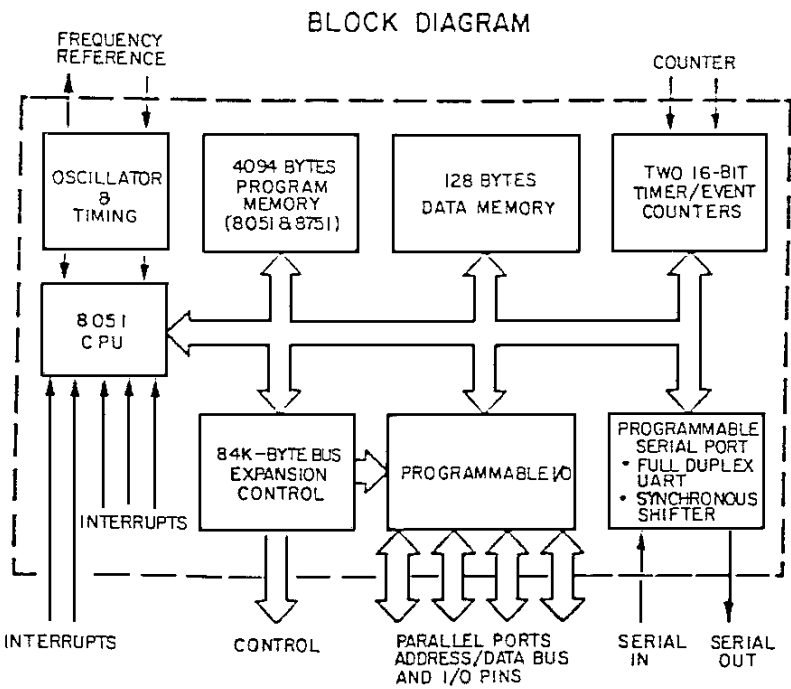 BLOCK DIAGRAM
FREQUENCY
REFERENCE
COUNTER
OSCILLATOR
&
TIMING
4094 BYTES
PROGRAM
MEMORY
(8051 & 8751)
128 BYTES
DATA MEMORY
TWO 16-BIT
TIMER/EVENT
COUNTERS
8051
CPU
84K-BYTE BUS
EXPANSION
CONTROL
PROGRAMMABLE I/O
PROGRAMMABLE
SERIAL PORT
• FULL DUPLEX
UART
• SYNCHRONOUS
SHIFTER
INTERRUPTS
INTERRUPTS
CONTROL
PARALLEL PORTS
ADDRESS/DATA BUS
AND I/O PINS
SERIAL
IN
SERIAL
OUT